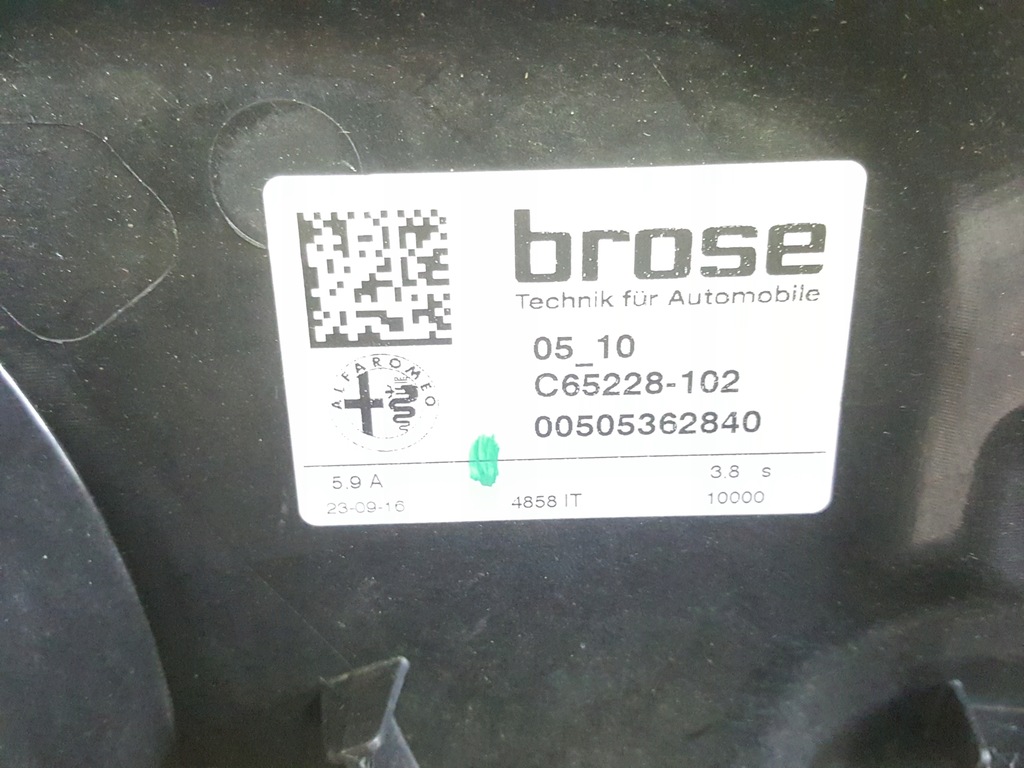 brose
Technik für Automobile
05_10
C65228-102
00505362840
ALFA ROMEO
5.9 A
3.8 s
23-09-16
4858 IT
10000